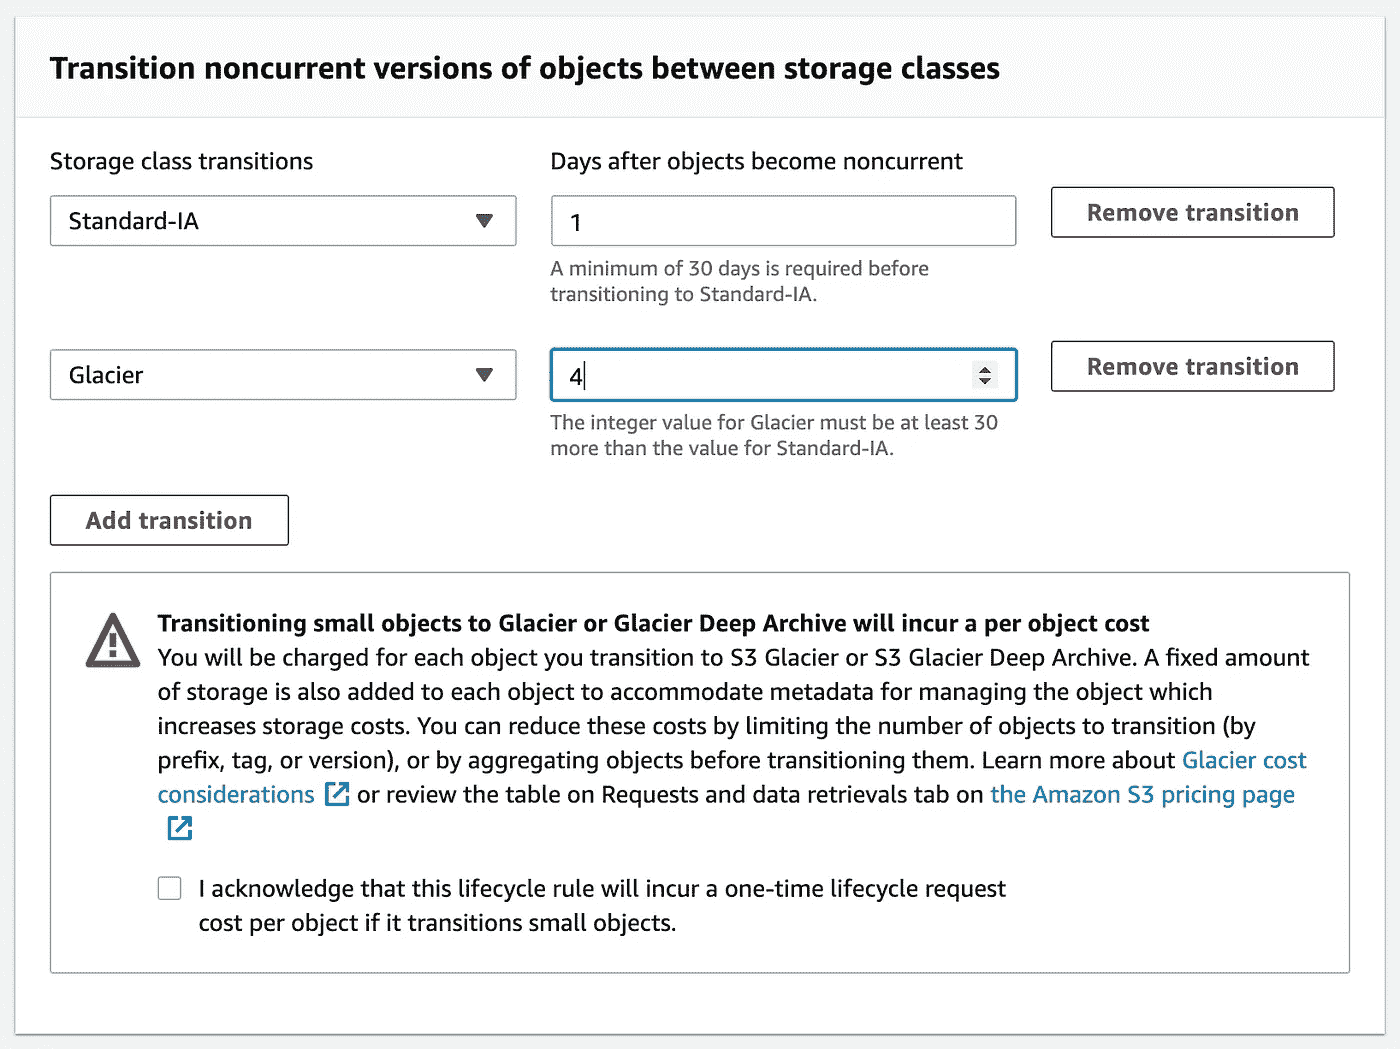 Transition noncurrent versions of objects between storage classes
Storage class transitions
Days after objects become noncurrent
Standard-IA
1
Remove transition
A minimum of 30 days is required before
transitioning to Standard-IA.
Glacier
4
Remove transition
The integer value for Glacier must be at least 30
more than the value for Standard-IA.
Add transition
Transitioning small objects to Glacier or Glacier Deep Archive will incur a per object cost
You will be charged for each object you transition to S3 Glacier or S3 Glacier Deep Archive. A fixed amount
of storage is also added to each object to accommodate metadata for managing the object which
increases storage costs. You can reduce these costs by limiting the number of objects to transition (by
prefix, tag, or version), or by aggregating objects before transitioning them. Learn more about Glacier cost
considerations or review the table on Requests and data retrievals tab on the Amazon S3 pricing page
I acknowledge that this lifecycle rule will incur a one-time lifecycle request
cost per object if it transitions small objects.